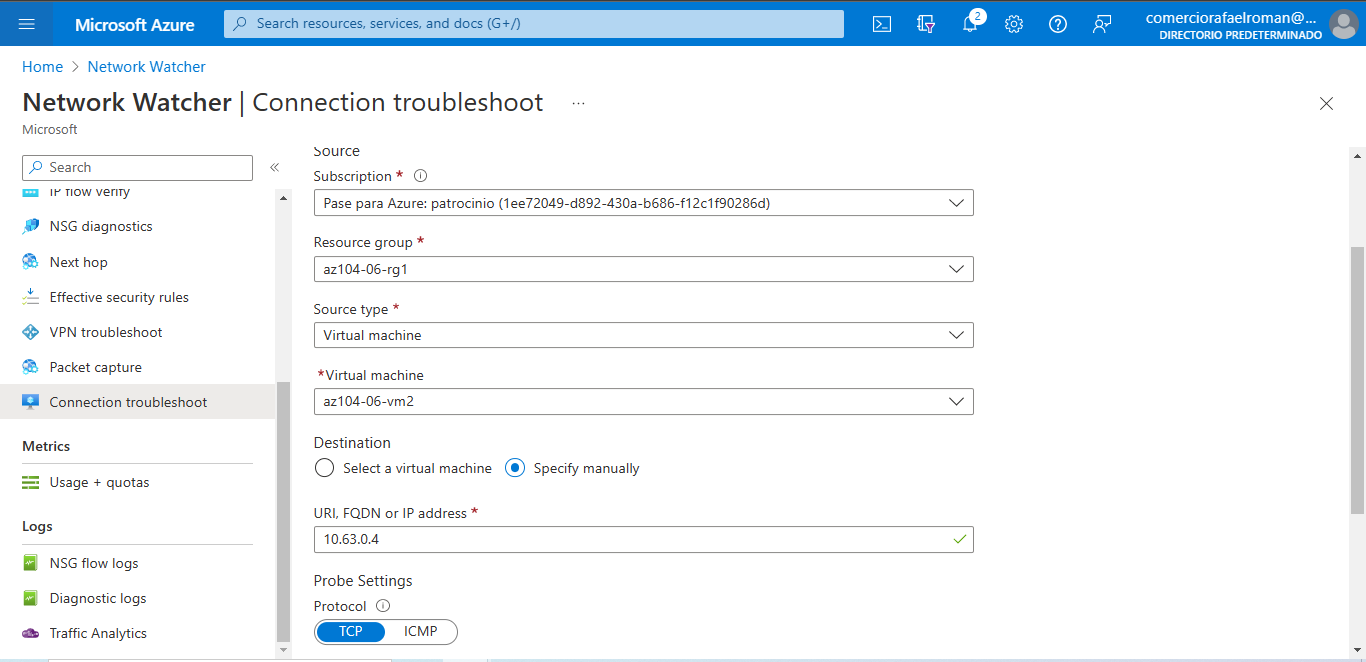 Microsoft Azure
Search resources, services, and docs (G+/)
2
comerciorafaelroman@...
DIRECTORIO PREDETERMINADO
Home > Network Watcher
Network Watcher | Connection troubleshoot ...
Microsoft
Search
«
IP flow verify
NSG diagnostics
Next hop
Effective security rules
VPN troubleshoot
Packet capture
Connection troubleshoot
Metrics
Usage + quotas
Logs
NSG flow logs
Diagnostic logs
Traffic Analytics
Source
Subscription *
Pase para Azure: patrocinio (1ee72049-d892-430a-b686-f12c1f90286d)
Resource group *
az104-06-rg1
Source type *
Virtual machine
*Virtual machine
az104-06-vm2
Destination
Select a virtual machine
Specify manually
URI, FQDN or IP address *
10.63.0.4
Probe Settings
Protocol
TCP
ICMP